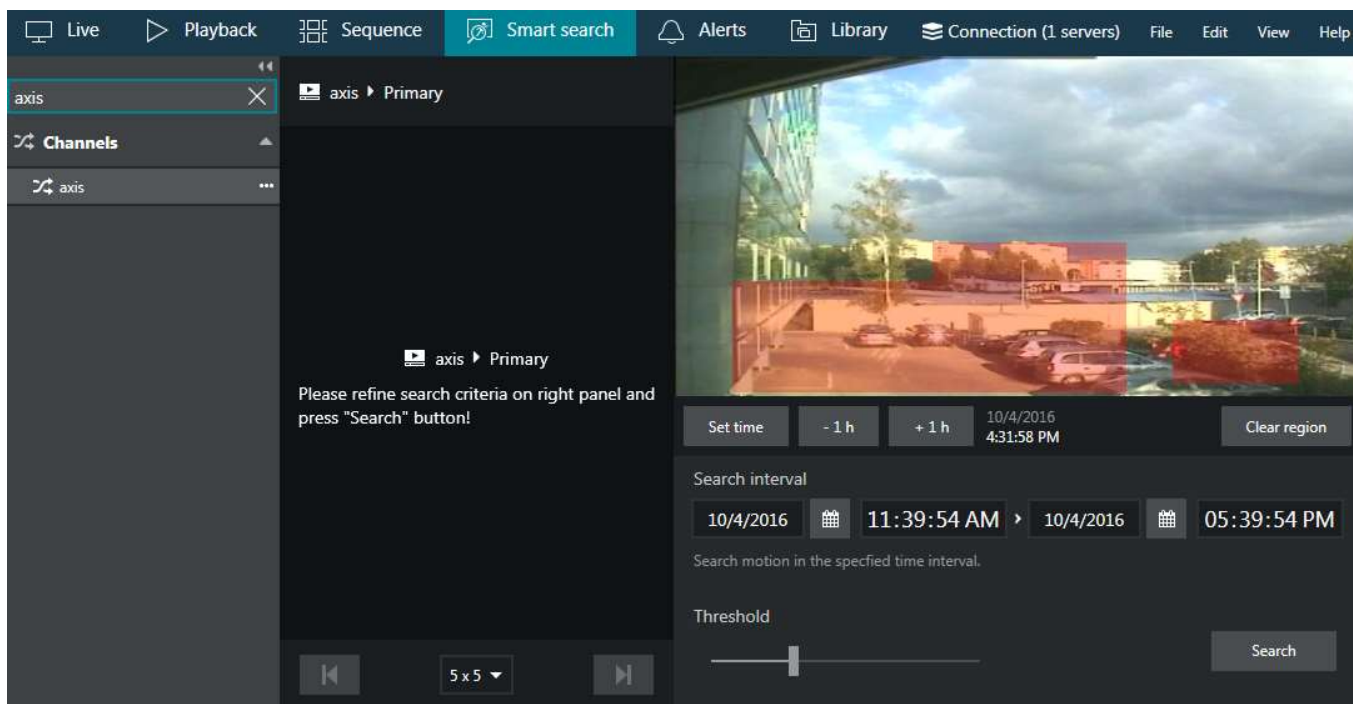 Live Playback Sequence Smart search Alerts Library Connection (1 servers) File Edit View Help
axis
Channels
axis
axis Primary
axis Primary
Please refine search criteria on right panel and
press "Search" button!
5 x 5
Set time - 1 h + 1 h 10/4/2016
4:31:58 PM
Clear region
Search interval
10/4/2016 11:39:54 AM › 10/4/2016 05:39:54 PM
Search motion in the specfied time interval.
Threshold
Search